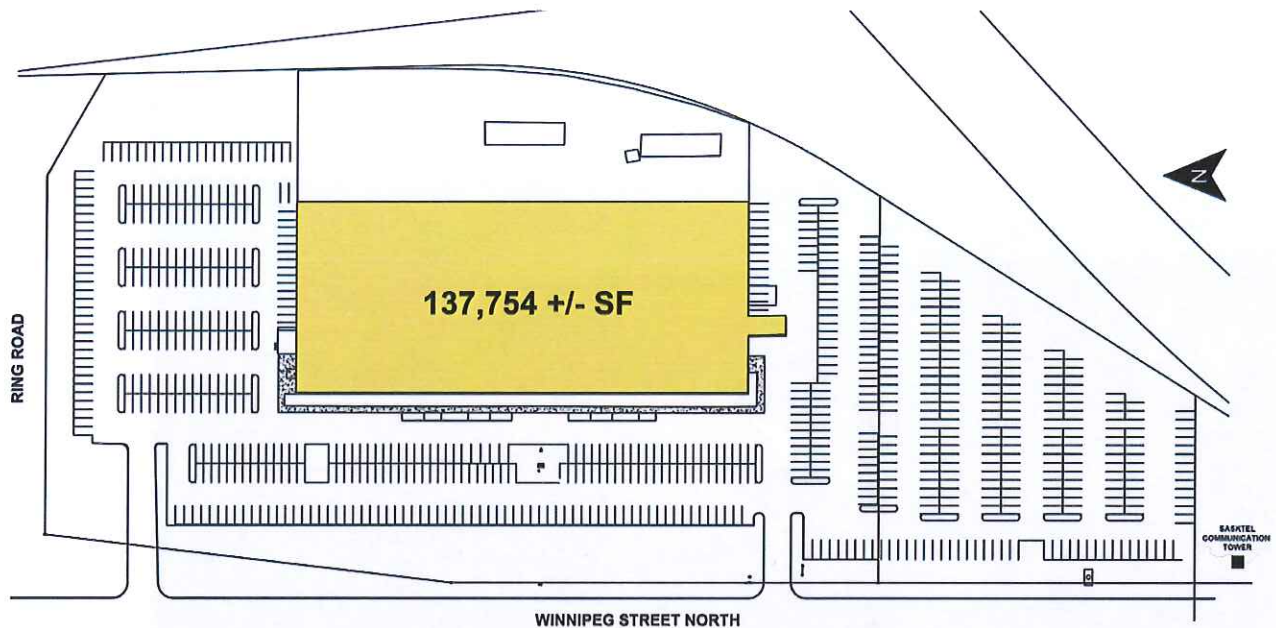 N
137,754 +/- SF
RING ROAD
SASKTEL
COMMUNICATION
TOWER
WINNIPEG STREET NORTH